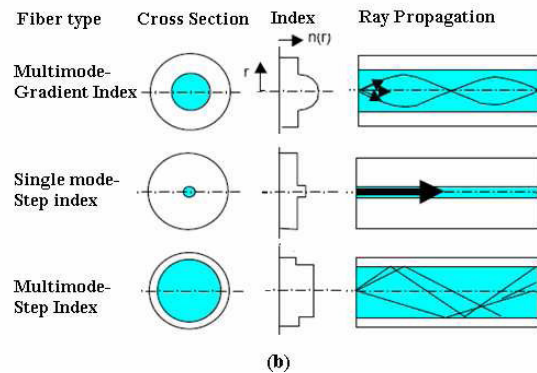 Fiber type Cross Section Index Ray Propagation
n(r)
r
Multimode-
Gradient Index
Single mode-
Step index
Multimode-
Step Index
(b)